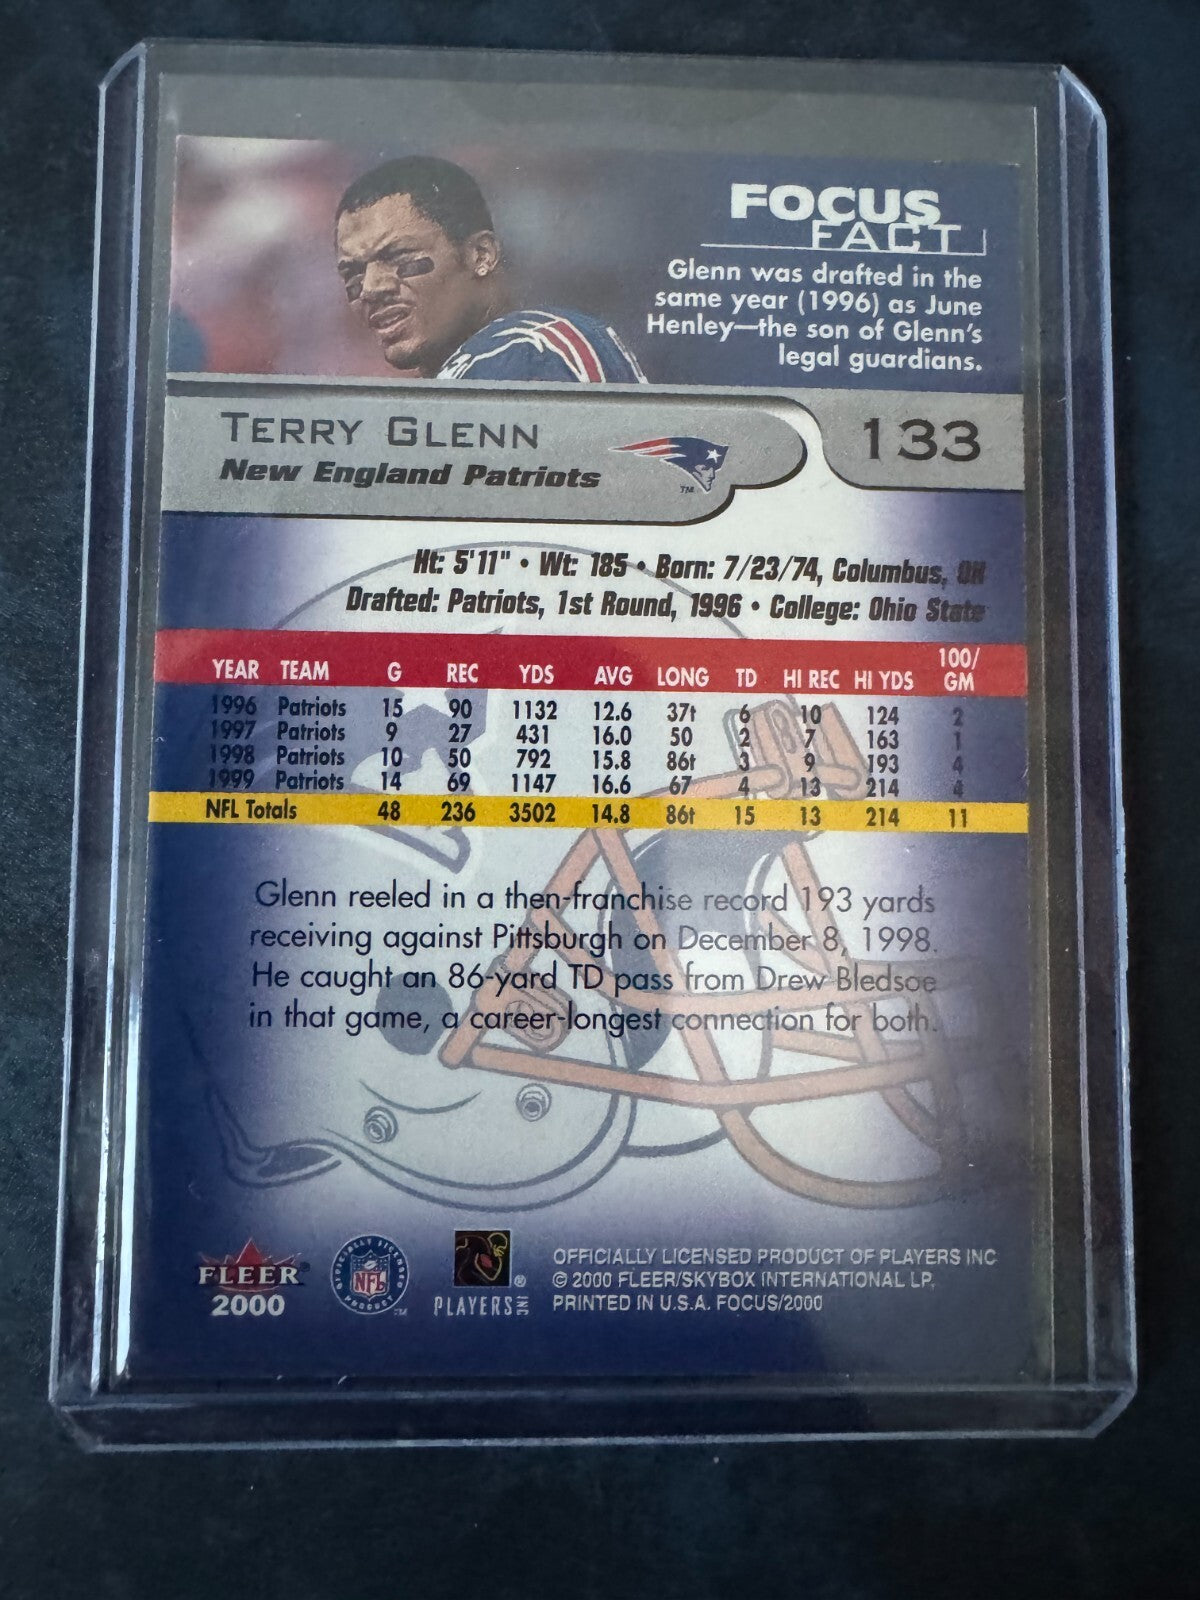 FOCUS
FACT
Glenn was drafted in the
same year (1996) as June
Henley—the son of Glenn's
legal guardians.
TERRY GLENN
New England Patriots
TM
133
Ht: 5'11" • Wt: 185 • Born: 7/23/74, Columbus, OH
Drafted: Patriots, 1st Round, 1996 • College: Ohio State
YEAR TEAM G REC YDS AVG LONG TD HI REC HI YDS 100/GM
1996 Patriots 15 90 1132 12.6 37t 6 10 124 2
1997 Patriots 9 27 431 16.0 50 2 7 163 1
1998 Patriots 10 50 792 15.8 86t 3 9 193 4
1999 Patriots 14 69 1147 16.6 67 4 13 214 4
NFL Totals 48 236 3502 14.8 86t 15 13 214 11
Glenn reeled in a then-franchise record 193 yards
receiving against Pittsburgh on December 8, 1998.
He caught an 86-yard TD pass from Drew Bledsoe
in that game, a career-longest connection for both.
FLEER®
2000
OFFICIALLY LICENSED
NFL
PRODUCT
TM
PLAYERS INC ®
OFFICIALLY LICENSED PRODUCT OF PLAYERS INC
© 2000 FLEER/SKYBOX INTERNATIONAL LP,
PRINTED IN U.S.A. FOCUS/2000